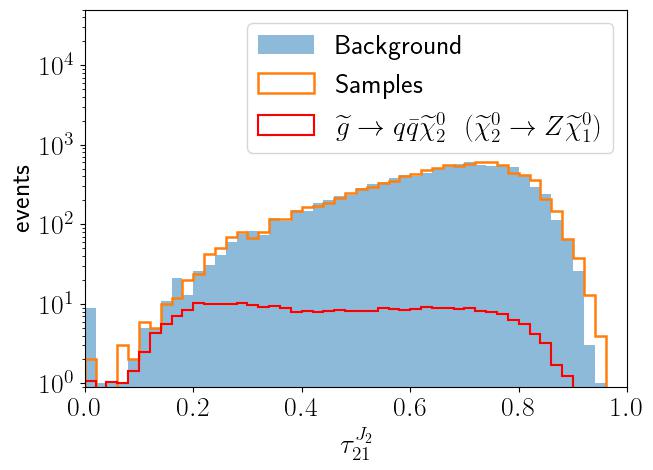 Background
Samples
g̃ → qq̄χ̃⁰₂ (χ̃⁰₂ → Zχ̃⁰₁)
events
10⁴
10³
10²
10¹
10⁰
0.0 0.2 0.4 0.6 0.8 1.0
τ₂₁^{J₂}